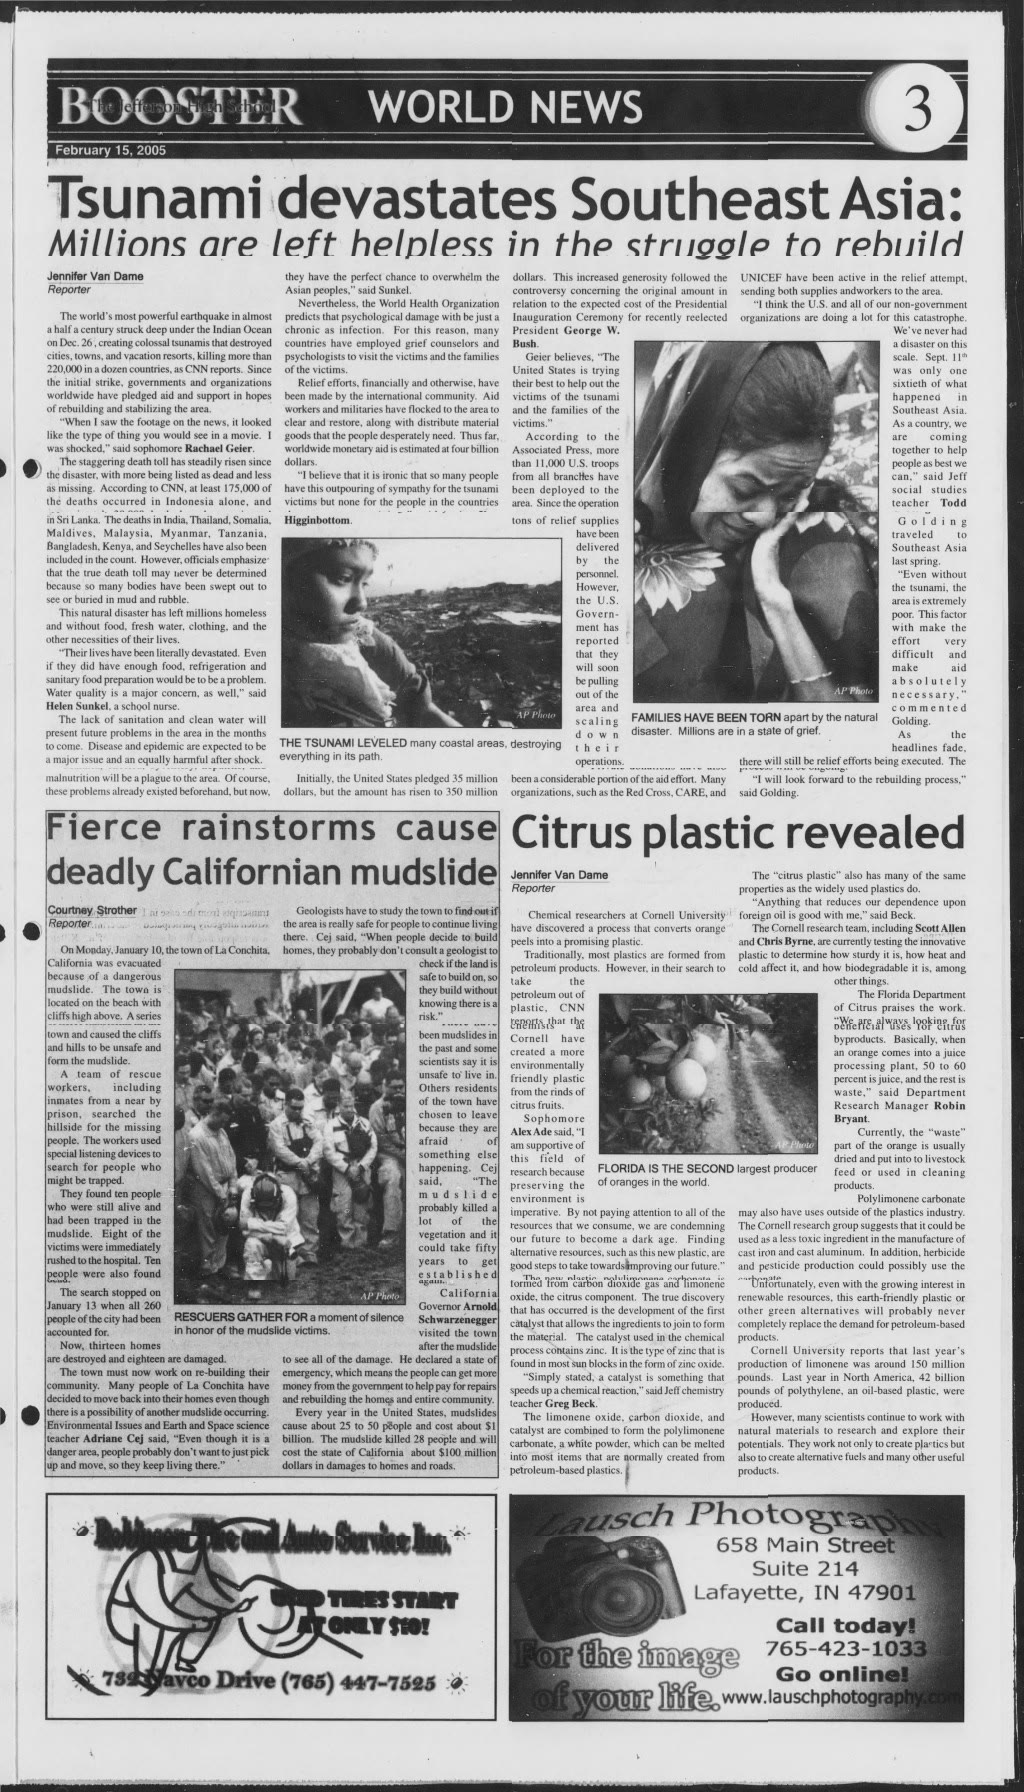 The Jefferson High School
BOOSTER
WORLD NEWS
3
February 15, 2005
Tsunami devastates Southeast Asia:
Millions are left helpless in the struggle to rebuild
Jennifer Van Dame
Reporter
The world's most powerful earthquake in almost
a half a century struck deep under the Indian Ocean
on Dec. 26, creating colossal tsunamis that destroyed
cities, towns, and vacation resorts, killing more than
220,000 in a dozen countries, as CNN reports. Since
the initial strike, governments and organizations
worldwide have pledged aid and support in hopes
of rebuilding and stabilizing the area.
"When I saw the footage on the news, it looked
like the type of thing you would see in a movie. I
was shocked," said sophomore Rachael Geier.
The staggering death toll has steadily risen since
the disaster, with more being listed as dead and less
as missing. According to CNN, at least 175,000 of
the deaths occurred in Indonesia alone, and
in Sri Lanka. The deaths in India, Thailand, Somalia,
Maldives, Malaysia, Myanmar, Tanzania,
Bangladesh, Kenya, and Seychelles have also been
included in the count. However, officials emphasize
that the true death toll may never be determined
because so many bodies have been swept out to
see or buried in mud and rubble.
This natural disaster has left millions homeless
and without food, fresh water, clothing, and the
other necessities of their lives.
"Their lives have been literally devastated. Even
if they did have enough food, refrigeration and
sanitary food preparation would be to be a problem.
Water quality is a major concern, as well," said
Helen Sunkel, a school nurse.
The lack of sanitation and clean water will
present future problems in the area in the months
to come. Disease and epidemic are expected to be
a major issue and an equally harmful after shock.
malnutrition will be a plague to the area. Of course,
these problems already existed beforehand, but now,
they have the perfect chance to overwhelm the
Asian peoples," said Sunkel.
Nevertheless, the World Health Organization
predicts that psychological damage with be just a
chronic as infection. For this reason, many
countries have employed grief counselors and
psychologists to visit the victims and the families
of the victims.
Relief efforts, financially and otherwise, have
been made by the international community. Aid
workers and militaries have flocked to the area to
clear and restore, along with distribute material
goods that the people desperately need. Thus far,
worldwide monetary aid is estimated at four billion
dollars.
"I believe that it is ironic that so many people
have this outpouring of sympathy for the tsunami
victims but none for the people in the countries
Higginbottom.
AP Photo
THE TSUNAMI LEVELED many coastal areas, destroying
everything in its path.
Initially, the United States pledged 35 million
dollars, but the amount has risen to 350 million
dollars. This increased generosity followed the
controversy concerning the original amount in
relation to the expected cost of the Presidential
Inauguration Ceremony for recently reelected
President George W.
Bush.
Geier believes, "The
United States is trying
their best to help out the
victims of the tsunami
and the families of the
victims."
According to the
Associated Press, more
than 11,000 U.S. troops
from all branches have
been deployed to the
area. Since the operation
tons of relief supplies
have been
delivered
by the
personnel.
However,
the U.S.
Govern-
ment has
reported
that they
will soon
be pulling
out of the
area and
scaling
down
their
operations.
been a considerable portion of the aid effort. Many
organizations, such as the Red Cross, CARE, and
UNICEF have been active in the relief attempt,
sending both supplies andworkers to the area.
"I think the U.S. and all of our non-government
organizations are doing a lot for this catastrophe.
We've never had
a disaster on this
scale. Sept. 11th
was only one
sixtieth of what
happened in
Southeast Asia.
As a country, we
are coming
together to help
people as best we
can," said Jeff
social studies
teacher Todd
Golding
traveled to
Southeast Asia
last spring.
"Even without
the tsunami, the
area is extremely
poor. This factor
with make the
effort very
difficult and
make aid
absolutely
necessary,"
commented
Golding.
As the
headlines fade,
there will still be relief efforts being executed. The
"I will look forward to the rebuilding process,"
said Golding.
AP Photo
FAMILIES HAVE BEEN TORN apart by the natural
disaster. Millions are in a state of grief.
Fierce rainstorms cause
deadly Californian mudslide
Courtney Strother
Reporter
On Monday, January 10, the town of La Conchita,
California was evacuated
because of a dangerous
mudslide. The town is
located on the beach with
cliffs high above. A series
town and caused the cliffs
and hills to be unsafe and
form the mudslide.
A team of rescue
workers, including
inmates from a near by
prison, searched the
hillside for the missing
people. The workers used
special listening devices to
search for people who
might be trapped.
They found ten people
who were still alive and
had been trapped in the
mudslide. Eight of the
victims were immediately
rushed to the hospital. Ten
people were also found
dead.
The search stopped on
January 13 when all 260
people of the city had been
accounted for.
Now, thirteen homes
are destroyed and eighteen are damaged.
The town must now work on re-building their
community. Many people of La Conchita have
decided to move back into their homes even though
there is a possibility of another mudslide occurring.
Environmental Issues and Earth and Space science
teacher Adriane Cej said, "Even though it is a
danger area, people probably don't want to just pick
up and move, so they keep living there."
Geologists have to study the town to find out if
the area is really safe for people to continue living
there. Cej said, "When people decide to build
homes, they probably don't consult a geologist to
check if the land is
safe to build on, so
they build without
knowing there is a
risk."
been mudslides in
the past and some
scientists say it is
unsafe to live in.
Others residents
of the town have
chosen to leave
because they are
afraid of
something else
happening. Cej
said, "The
mudslide
probably killed a
lot of the
vegetation and it
could take fifty
years to get
established
again."
California
Governor Arnold
Schwarzenegger
visited the town
after the mudslide
to see all of the damage. He declared a state of
emergency, which means the people can get more
money from the government to help pay for repairs
and rebuilding the homes and entire community.
Every year in the United States, mudslides
cause about 25 to 50 people and cost about $1
billion. The mudslide killed 28 people and will
cost the state of California about $100 million
dollars in damages to homes and roads.
AP Photo
RESCUERS GATHER FOR a moment of silence
in honor of the mudslide victims.
Citrus plastic revealed
Jennifer Van Dame
Reporter
Chemical researchers at Cornell University
have discovered a process that converts orange
peels into a promising plastic.
Traditionally, most plastics are formed from
petroleum products. However, in their search to
take the
petroleum out of
plastic, CNN
reports that the
chemists at
Cornell have
created a more
environmentally
friendly plastic
from the rinds of
citrus fruits.
Sophomore
Alex Ade said, "I
am supportive of
this field of
research because
preserving the
environment is
imperative. By not paying attention to all of the
resources that we consume, we are condemning
our future to become a dark age. Finding
alternative resources, such as this new plastic, are
good steps to take towards improving our future."
The new plastic, polylimonene carbonate, is
formed from carbon dioxide gas and limonene
oxide, the citrus component. The true discovery
that has occurred is the development of the first
catalyst that allows the ingredients to join to form
the material. The catalyst used in the chemical
process contains zinc. It is the type of zinc that is
found in most sun blocks in the form of zinc oxide.
"Simply stated, a catalyst is something that
speeds up a chemical reaction," said Jeff chemistry
teacher Greg Beck.
The limonene oxide, carbon dioxide, and
catalyst are combined to form the polylimonene
carbonate, a white powder, which can be melted
into most items that are normally created from
petroleum-based plastics.
The "citrus plastic" also has many of the same
properties as the widely used plastics do.
"Anything that reduces our dependence upon
foreign oil is good with me," said Beck.
The Cornell research team, including Scott Allen
and Chris Byrne, are currently testing the innovative
plastic to determine how sturdy it is, how heat and
cold affect it, and how biodegradable it is, among
other things.
The Florida Department
of Citrus praises the work.
"We are always looking for
beneficial uses for citrus
byproducts. Basically, when
an orange comes into a juice
processing plant, 50 to 60
percent is juice, and the rest is
waste," said Department
Research Manager Robin
Bryant.
Currently, the "waste"
part of the orange is usually
dried and put into to livestock
feed or used in cleaning
products.
Polylimonene carbonate
may also have uses outside of the plastics industry.
The Cornell research group suggests that it could be
used as a less toxic ingredient in the manufacture of
cast iron and cast aluminum. In addition, herbicide
and pesticide production could possibly use the
carbonate.
Unfortunately, even with the growing interest in
renewable resources, this earth-friendly plastic or
other green alternatives will probably never
completely replace the demand for petroleum-based
products.
Cornell University reports that last year's
production of limonene was around 150 million
pounds. Last year in North America, 42 billion
pounds of polythylene, an oil-based plastic, were
produced.
However, many scientists continue to work with
natural materials to research and explore their
potentials. They work not only to create plastics but
also to create alternative fuels and many other useful
products.
AP Photo
FLORIDA IS THE SECOND largest producer
of oranges in the world.
Robinson Tire and Auto Service Inc.
USED TIRES START
AT ONLY $10!
732 Navco Drive (765) 447-7525
Lausch Photography
658 Main Street
Suite 214
Lafayette, IN 47901
Call today!
765-423-1033
Go online!
www.lauschphotography.com
For the image
of your life.